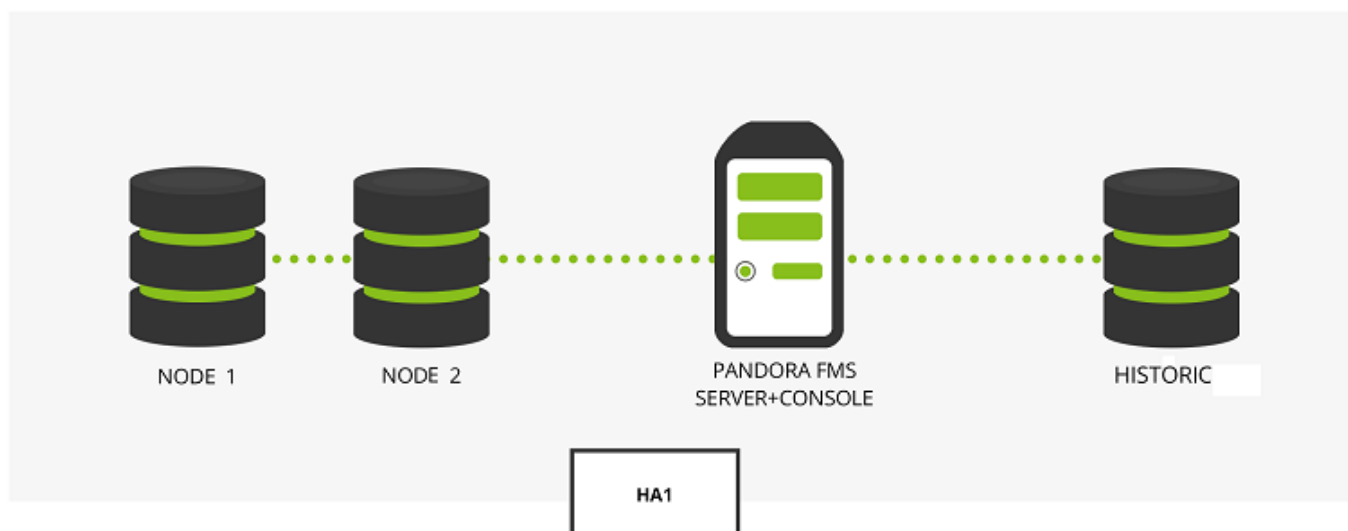 NODE 1
NODE 2
PANDORA FMS
SERVER+CONSOLE
HISTORIC
HA1